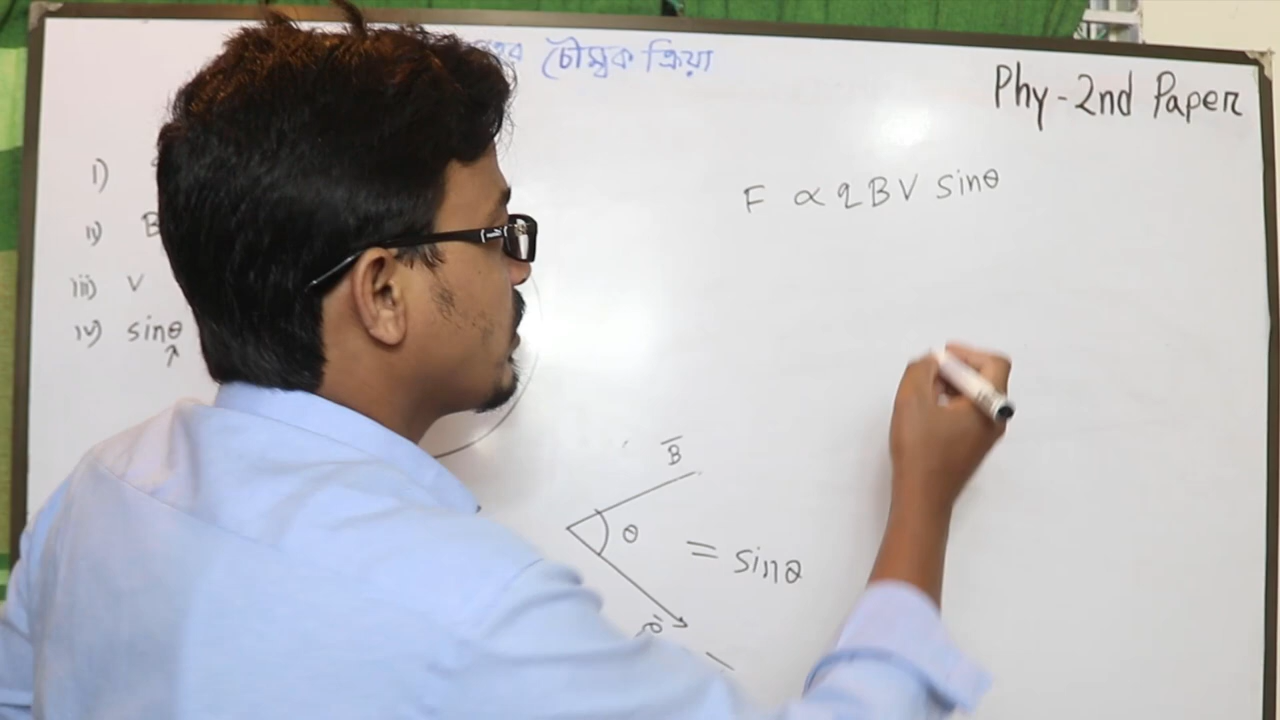 চৌম্বক ক্রিয়া
Phy-2nd Paper
i)
ii) B
iii) v
iv) sinθ
F ∝ qBV sinθ
B̅
θ
= sinθ